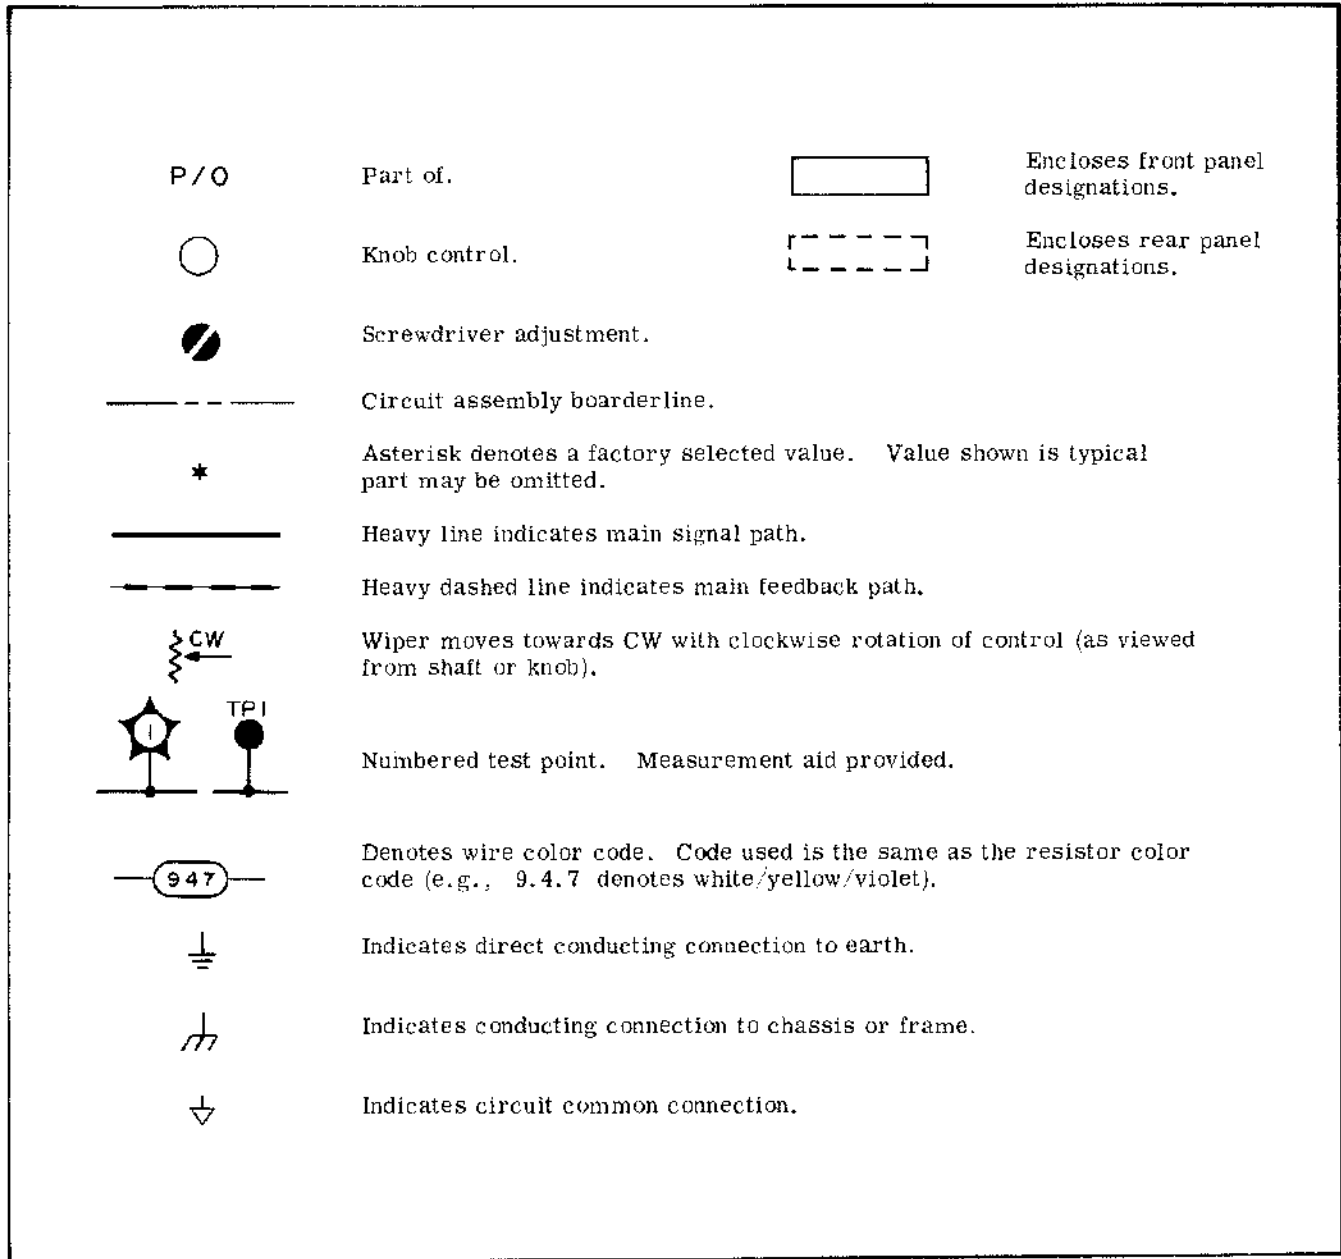 P/O Part of.
Encloses front panel
designations.
Knob control.
Encloses rear panel
designations.
Screwdriver adjustment.
Circuit assembly boarderline.
* Asterisk denotes a factory selected value. Value shown is typical
part may be omitted.
Heavy line indicates main signal path.
Heavy dashed line indicates main feedback path.
CW Wiper moves towards CW with clockwise rotation of control (as viewed
from shaft or knob).
1 TP1
Numbered test point. Measurement aid provided.
947 Denotes wire color code. Code used is the same as the resistor color
code (e.g., 9.4.7 denotes white/yellow/violet).
Indicates direct conducting connection to earth.
Indicates conducting connection to chassis or frame.
Indicates circuit common connection.